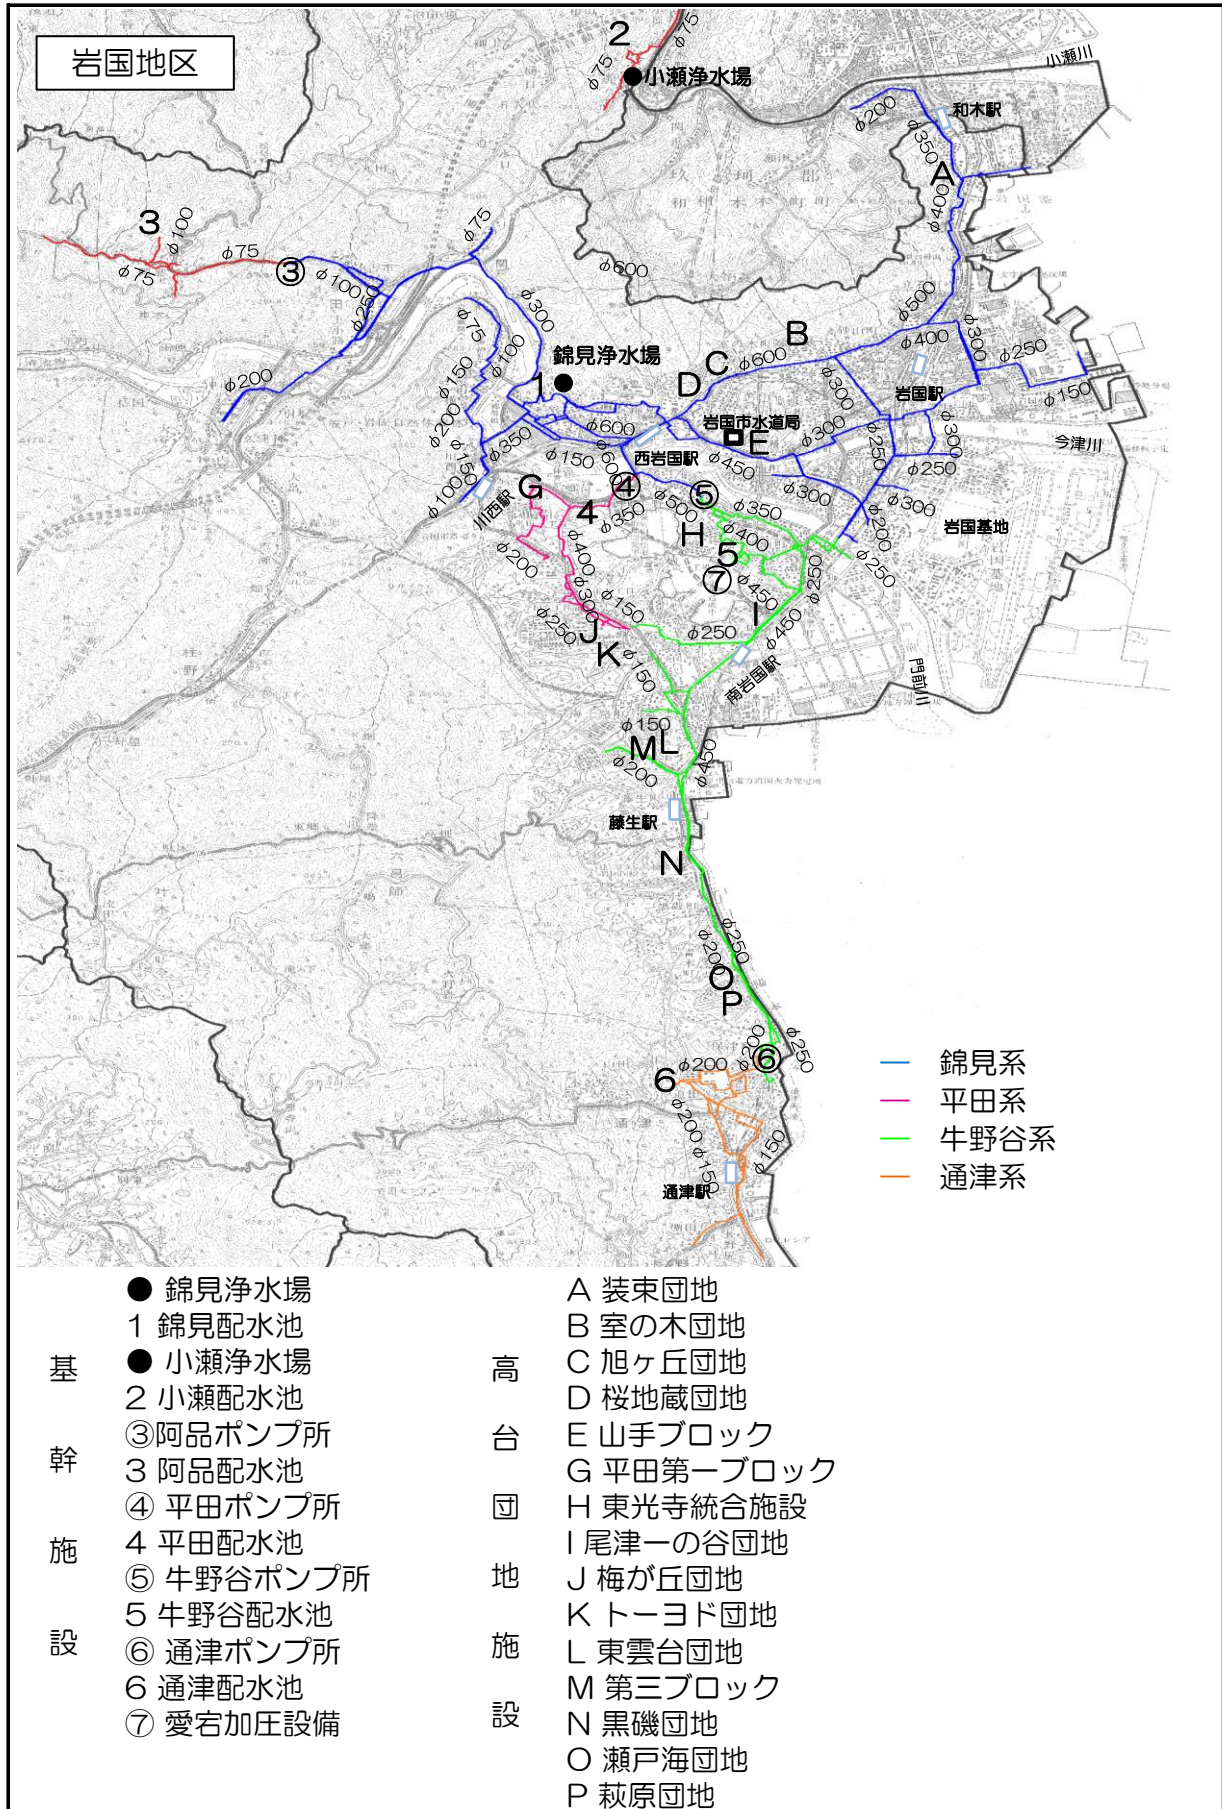 岩国地区
2
φ75
φ75
小瀬浄水場
小瀬川
和木駅
φ200
φ350
A
φ400
3
φ100
φ75
φ75
③
φ100
φ250
φ75
φ600
φ300
φ500
φ75
φ100
φ150
φ200
φ200
B
C
D
φ600
φ400
φ300
φ250
φ150
岩国駅
錦見浄水場
1
φ600
φ350
φ150
φ600
岩国市水道局
E
φ300
φ300
φ250
φ300
φ250
今津川
西岩国駅
φ450
φ150
φ100
川西駅
G
④
4
φ350
φ500
⑤
φ350
φ300
φ300
φ200
岩国基地
H
φ400
5
⑦
φ450
φ250
φ250
φ200
φ400
φ300
φ150
φ250
J
K
φ150
I
φ450
φ250
南岩国駅
門前川
φ150
M
L
φ200
φ450
藤生駅
N
φ250
φ200
O
P
φ200
φ250
⑥
φ200
6
φ200
φ150
φ150
通津駅
錦見系
平田系
牛野谷系
通津系
基幹施設
● 錦見浄水場
1 錦見配水池
● 小瀬浄水場
2 小瀬配水池
③阿品ポンプ所
3 阿品配水池
④ 平田ポンプ所
4 平田配水池
⑤ 牛野谷ポンプ所
5 牛野谷配水池
⑥ 通津ポンプ所
6 通津配水池
⑦ 愛宕加圧設備
高台団地施設
A 装束団地
B 室の木団地
C 旭ヶ丘団地
D 桜地蔵団地
E 山手ブロック
G 平田第一ブロック
H 東光寺統合施設
I 尾津一の谷団地
J 梅が丘団地
K トーヨド団地
L 東雲台団地
M 第三ブロック
N 黒磯団地
O 瀬戸海団地
P 萩原団地